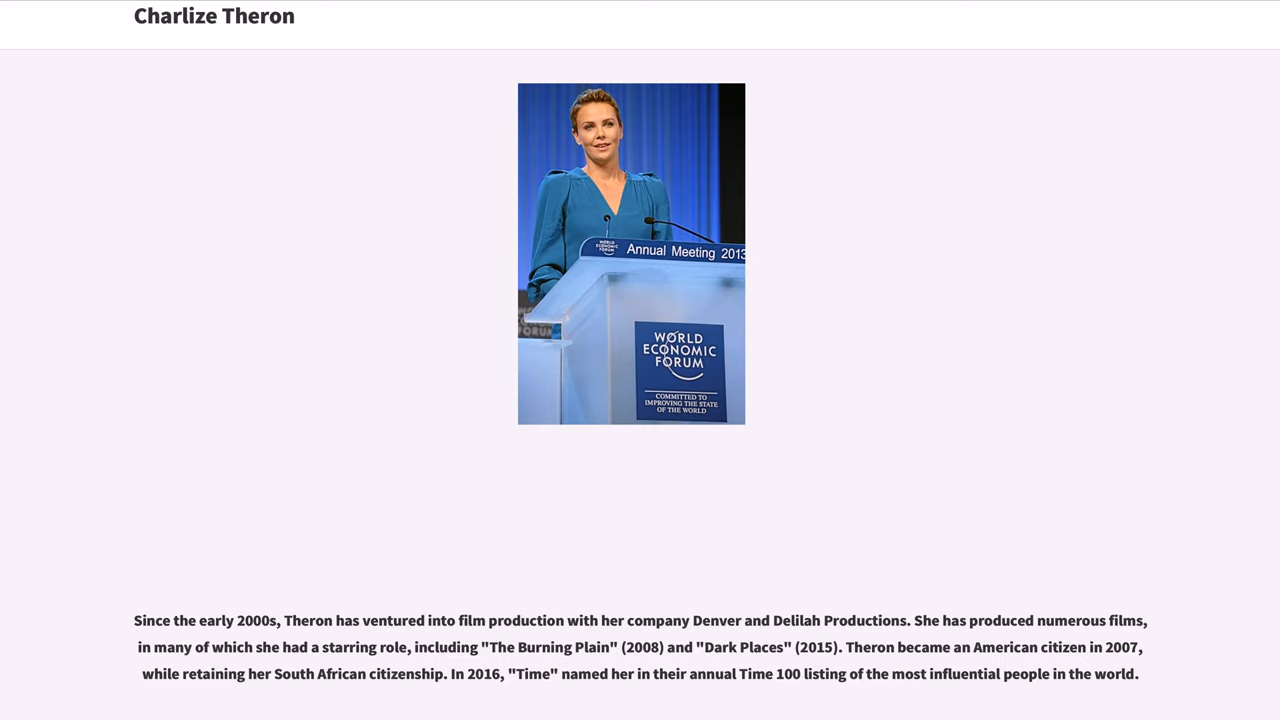 Charlize Theron
WORLD
ECONOMIC
FORUM
Annual Meeting 2013
WORLD
ECONOMIC
FORUM
COMMITTED TO
IMPROVING THE STATE
OF THE WORLD
Since the early 2000s, Theron has ventured into film production with her company Denver and Delilah Productions. She has produced numerous films,
in many of which she had a starring role, including "The Burning Plain" (2008) and "Dark Places" (2015). Theron became an American citizen in 2007,
while retaining her South African citizenship. In 2016, "Time" named her in their annual Time 100 listing of the most influential people in the world.